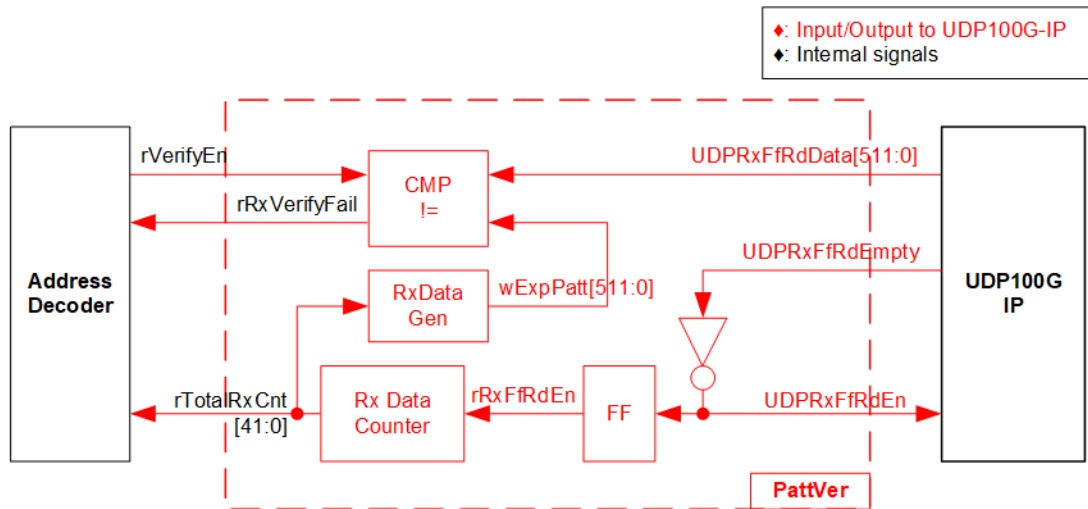 ♦: Input/Output to UDP100G-IP
♦: Internal signals
rVerifyEn
UDPRxFfRdData[511:0]
CMP
!=
rRxVerifyFail
UDPRxFfRdEmpty
Address
Decoder
RxData
Gen
wExpPatt[511:0]
UDP100G
IP
rTotalRxCnt
[41:0]
Rx Data
Counter
rRxFfRdEn
FF
UDPRxFfRdEn
PattVer